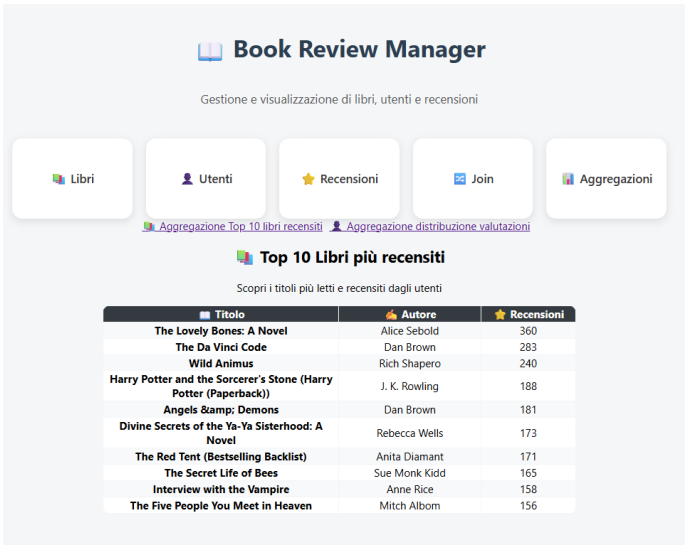 Book Review Manager
Gestione e visualizzazione di libri, utenti e recensioni
Libri Utenti Recensioni Join Aggregazioni
Aggregazione Top 10 libri recensiti Aggregazione distribuzione valutazioni
Top 10 Libri più recensiti
Scopri i titoli più letti e recensiti dagli utenti
Titolo Autore Recensioni
The Lovely Bones: A Novel Alice Sebold 360
The Da Vinci Code Dan Brown 283
Wild Animus Rich Shapero 240
Harry Potter and the Sorcerer's Stone (Harry
Potter (Paperback)) J. K. Rowling 188
Angels &amp; Demons Dan Brown 181
Divine Secrets of the Ya-Ya Sisterhood: A
Novel Rebecca Wells 173
The Red Tent (Bestselling Backlist) Anita Diamant 171
The Secret Life of Bees Sue Monk Kidd 165
Interview with the Vampire Anne Rice 158
The Five People You Meet in Heaven Mitch Albom 156